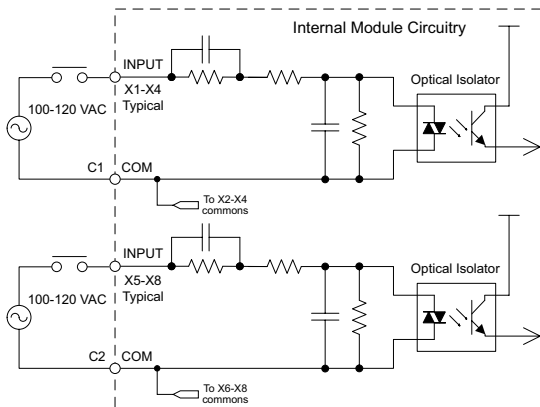 Internal Module Circuitry
INPUT
X1-X4
Typical
Optical Isolator
100-120 VAC
C1
COM
To X2-X4
commons
INPUT
X5-X8
Typical
Optical Isolator
100-120 VAC
C2
COM
To X6-X8
commons